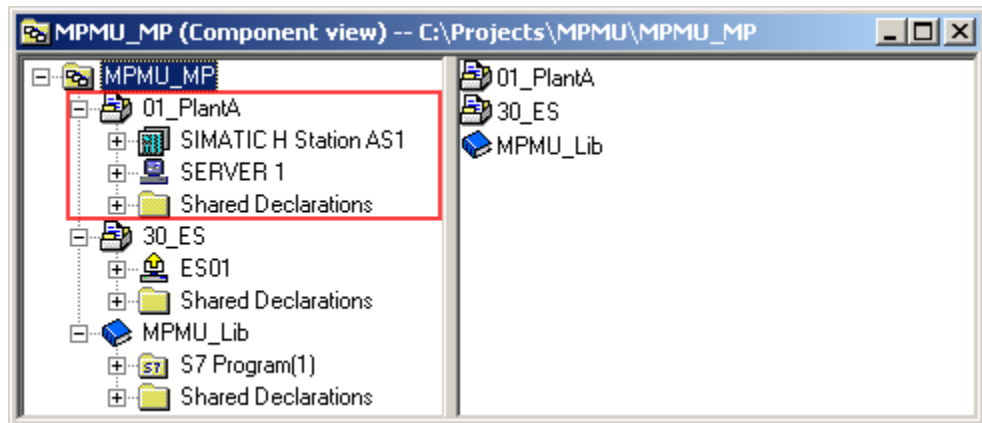 MPMU_MP (Component view) -- C:\Projects\MPMU\MPMU_MP
MPMU_MP
01_PlantA
SIMATIC H Station AS1
SERVER 1
Shared Declarations
30_ES
ES01
Shared Declarations
MPMU_Lib
S7 S7 Program(1)
Shared Declarations
01_PlantA
30_ES
MPMU_Lib